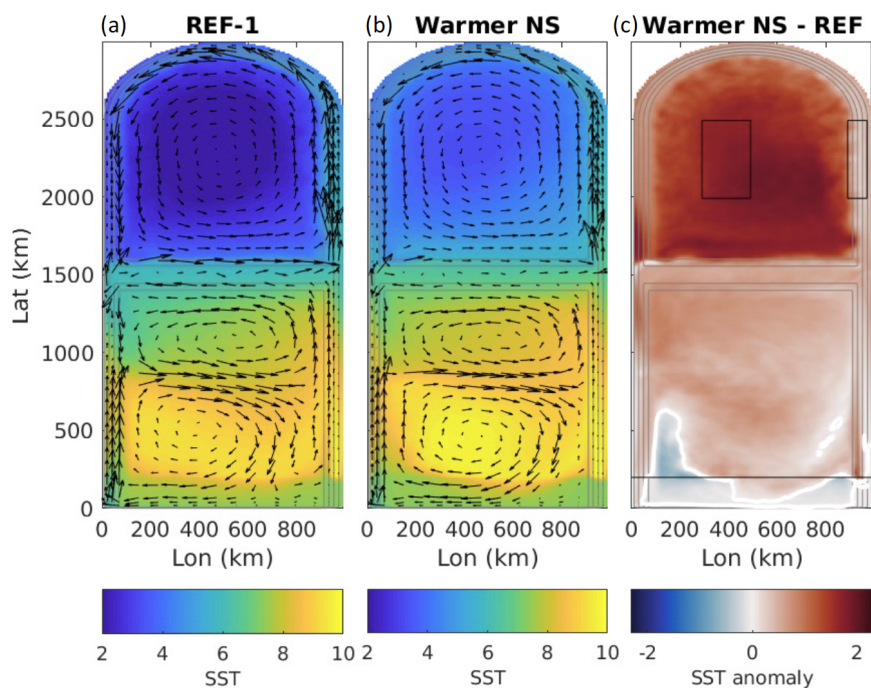 (a) REF-1 (b) Warmer NS (c) Warmer NS - REF
Lat (km)
2500
2000
1500
1000
500
0
0 200 400 600 800 0 200 400 600 800 0 200 400 600 800
Lon (km) Lon (km) Lon (km)
2 4 6 8 10 2 4 6 8 10 -2 0 2
SST SST SST anomaly